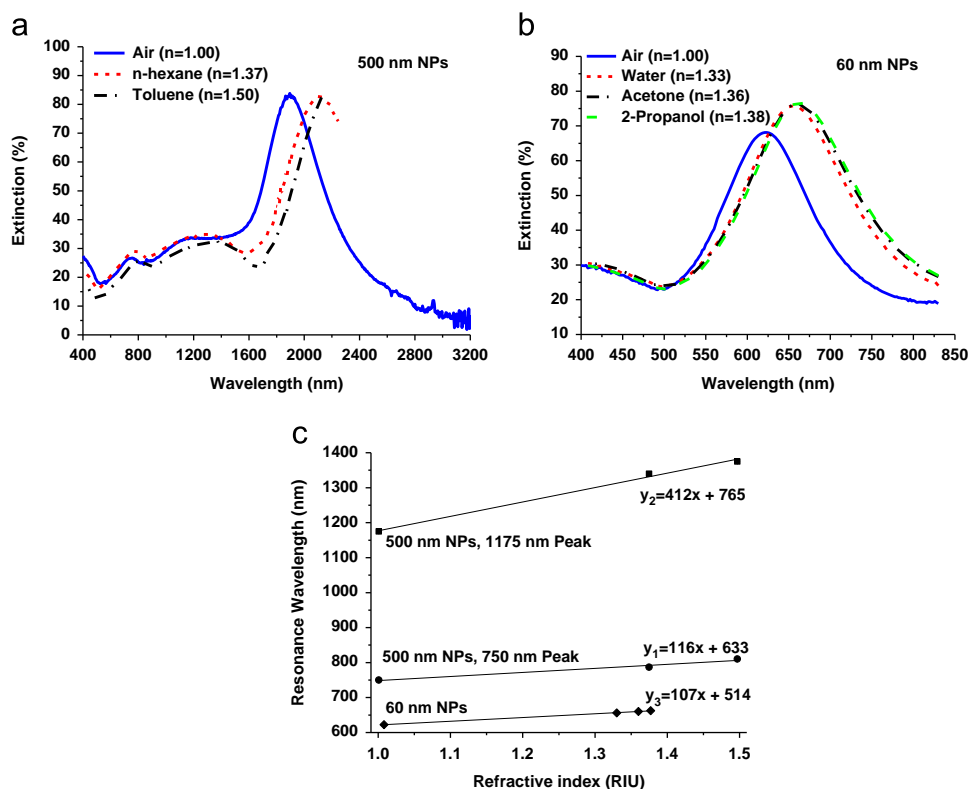 a
Air (n=1.00)
n-hexane (n=1.37)
Toluene (n=1.50)
500 nm NPs
100
90
80
70
60
50
40
30
20
10
0
Extinction (%)
400
800
1200
1600
2000
2400
2800
3200
Wavelength (nm)
b
Air (n=1.00)
Water (n=1.33)
Acetone (n=1.36)
2-Propanol (n=1.38)
60 nm NPs
90
80
70
60
50
40
30
20
10
Extinction (%)
400
450
500
550
600
650
700
750
800
850
Wavelength (nm)
c
1400
1300
1200
1100
1000
900
800
700
600
Resonance Wavelength (nm)
y₂=412x + 765
500 nm NPs, 1175 nm Peak
y₁=116x + 633
500 nm NPs, 750 nm Peak
y₃=107x + 514
60 nm NPs
1.0
1.1
1.2
1.3
1.4
1.5
Refractive index (RIU)